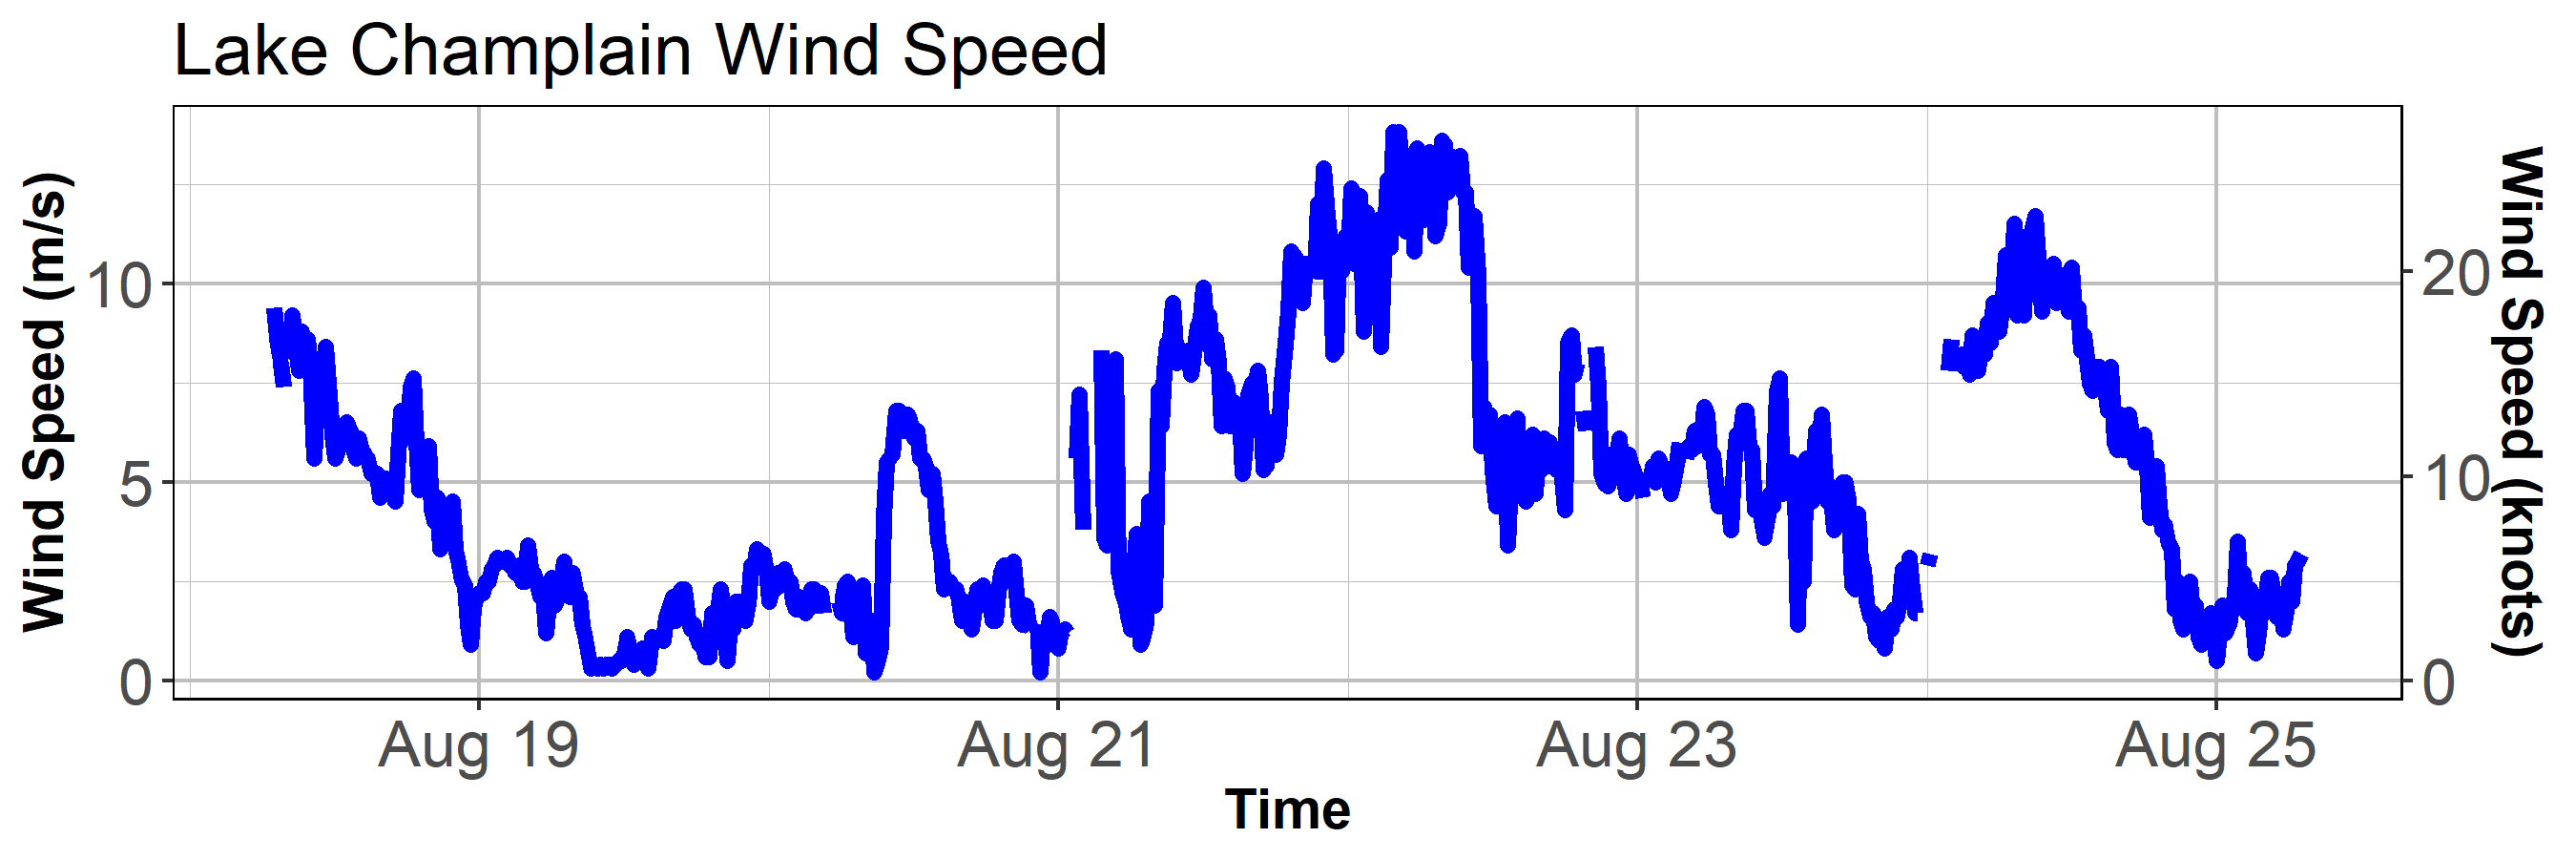 Lake Champlain Wind Speed
Wind Speed (m/s)
10
5
0
20
10
0
Wind Speed (knots)
Aug 19 Aug 21 Aug 23 Aug 25
Time